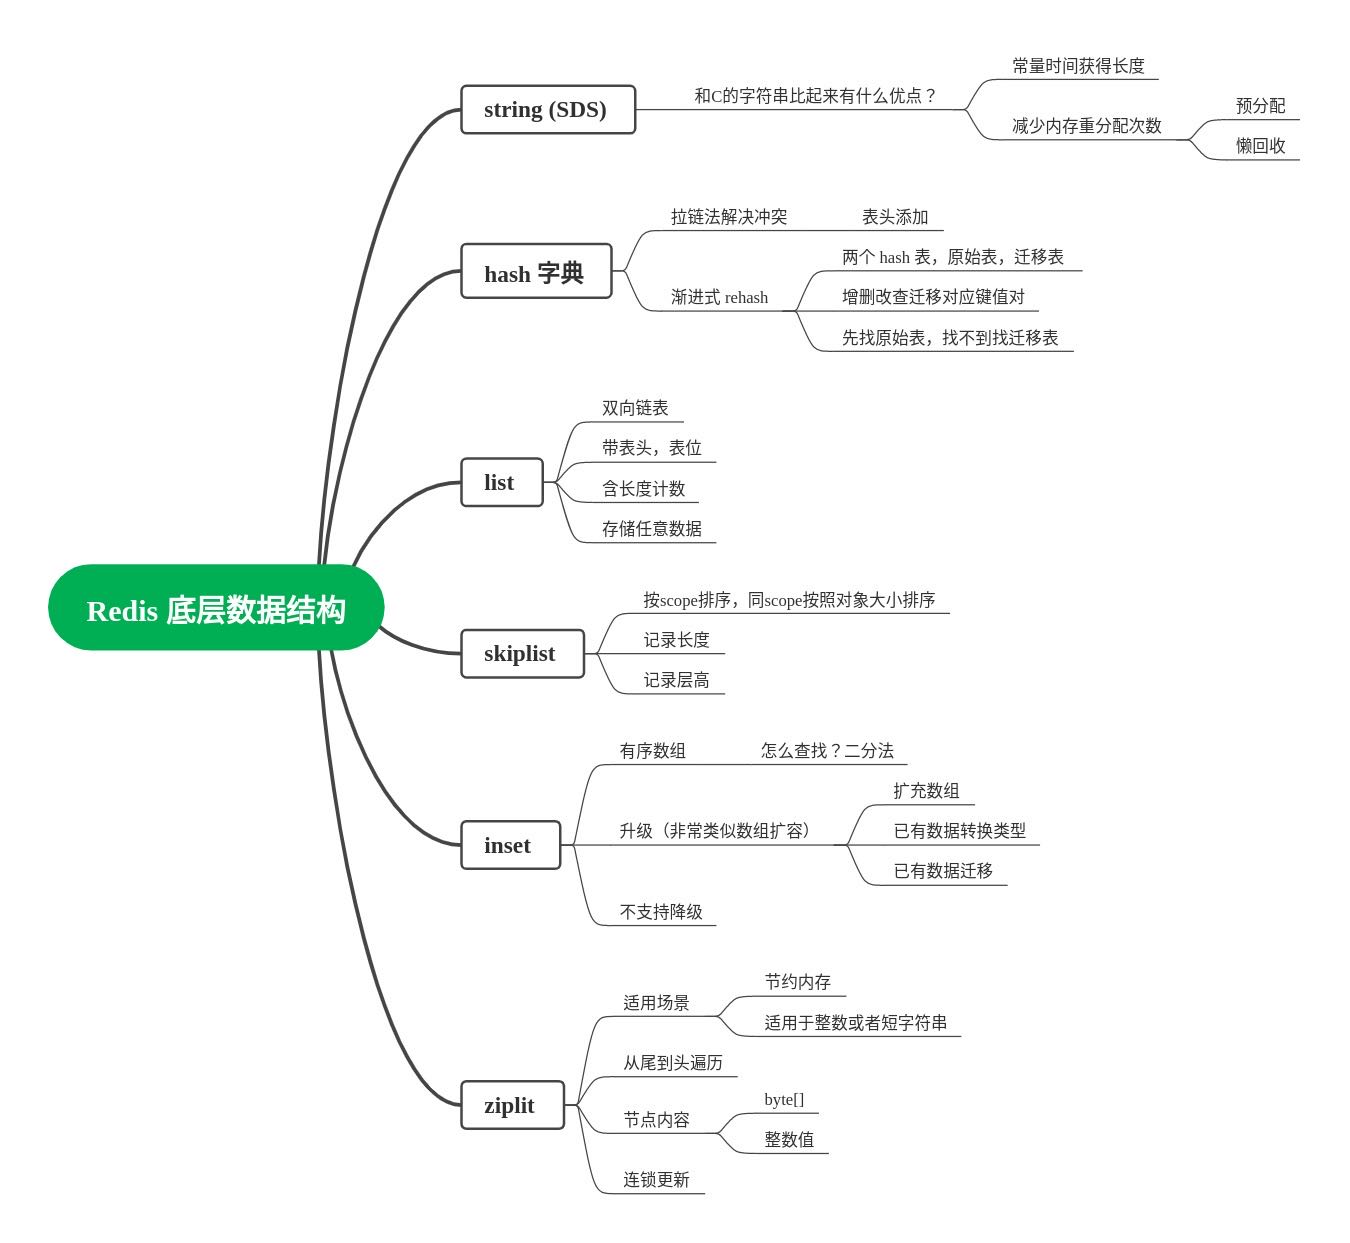 Redis 底层数据结构
string (SDS)
和C的字符串比起来有什么优点？
常量时间获得长度
减少内存重分配次数
预分配
懒回收
hash 字典
拉链法解决冲突
表头添加
渐进式 rehash
两个 hash 表，原始表，迁移表
增删改查迁移对应键值对
先找原始表，找不到找迁移表
list
双向链表
带表头，表位
含长度计数
存储任意数据
skiplist
按scope排序，同scope按照对象大小排序
记录长度
记录层高
inset
有序数组
怎么查找？二分法
升级（非常类似数组扩容）
扩充数组
已有数据转换类型
已有数据迁移
不支持降级
ziplit
适用场景
节约内存
适用于整数或者短字符串
从尾到头遍历
节点内容
byte[]
整数值
连锁更新